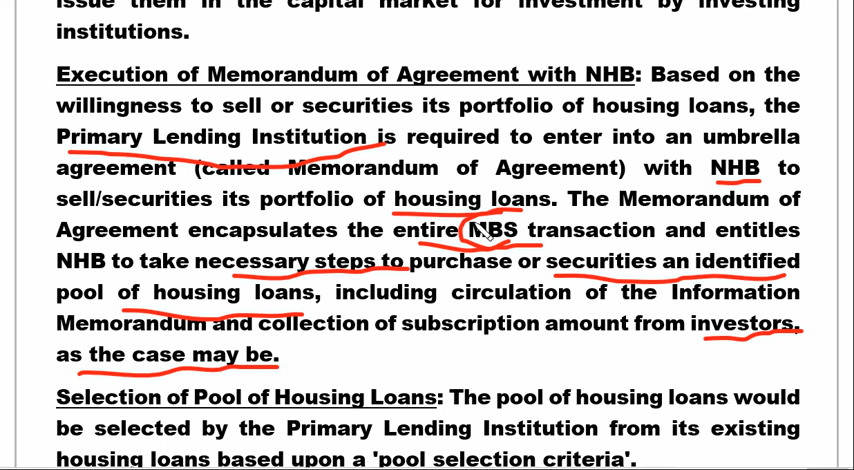 issue them in the capital market for investment by investing
institutions.
Execution of Memorandum of Agreement with NHB: Based on the
willingness to sell or securities its portfolio of housing loans, the
Primary Lending Institution is required to enter into an umbrella
agreement (called Memorandum of Agreement) with NHB to
sell/securities its portfolio of housing loans. The Memorandum of
Agreement encapsulates the entire MBS transaction and entitles
NHB to take necessary steps to purchase or securities an identified
pool of housing loans, including circulation of the Information
Memorandum and collection of subscription amount from investors,
as the case may be.
Selection of Pool of Housing Loans: The pool of housing loans would
be selected by the Primary Lending Institution from its existing
housing loans based upon a 'pool selection criteria'.